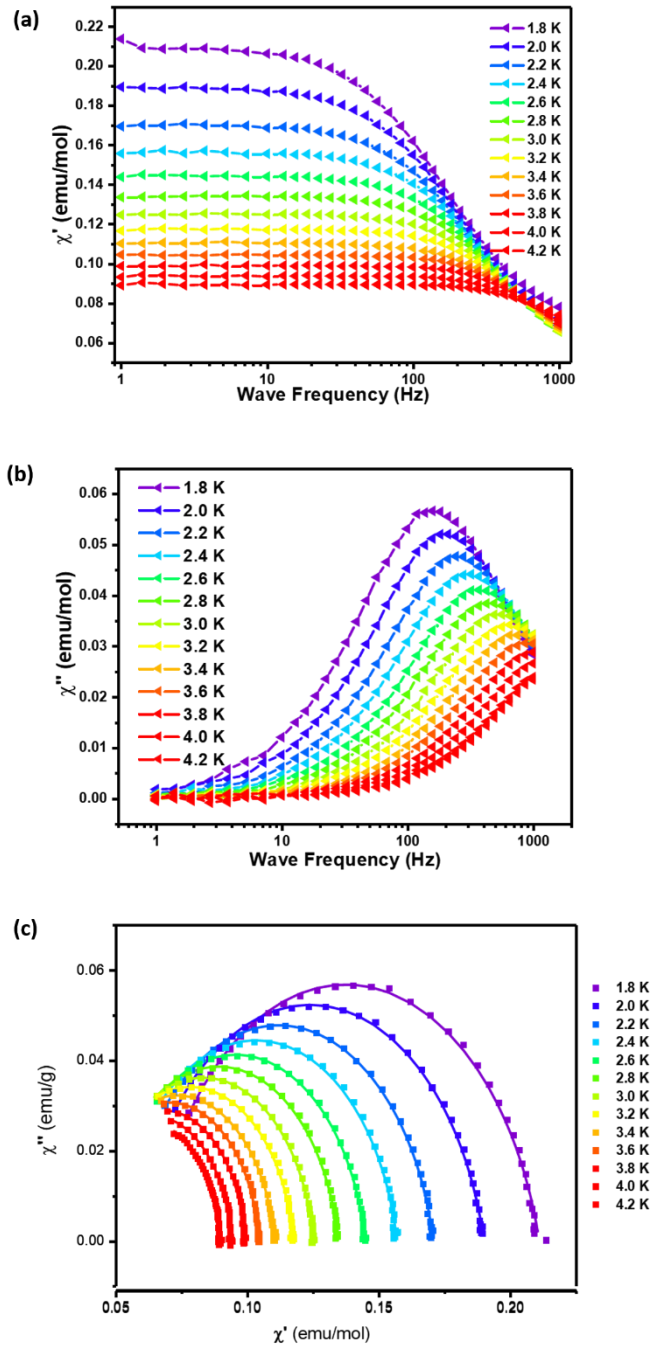 (a)
0.22
0.20
0.18
0.16
0.14
0.12
0.10
0.08
0.06
χ' (emu/mol)
1
10
100
1000
Wave Frequency (Hz)
1.8 K
2.0 K
2.2 K
2.4 K
2.6 K
2.8 K
3.0 K
3.2 K
3.4 K
3.6 K
3.8 K
4.0 K
4.2 K
(b)
0.06
0.05
0.04
0.03
0.02
0.01
0.00
χ'' (emu/mol)
1
10
100
1000
Wave Frequency (Hz)
1.8 K
2.0 K
2.2 K
2.4 K
2.6 K
2.8 K
3.0 K
3.2 K
3.4 K
3.6 K
3.8 K
4.0 K
4.2 K
(c)
0.06
0.04
0.02
0.00
χ'' (emu/g)
0.05
0.10
0.15
0.20
χ' (emu/mol)
1.8 K
2.0 K
2.2 K
2.4 K
2.6 K
2.8 K
3.0 K
3.2 K
3.4 K
3.6 K
3.8 K
4.0 K
4.2 K